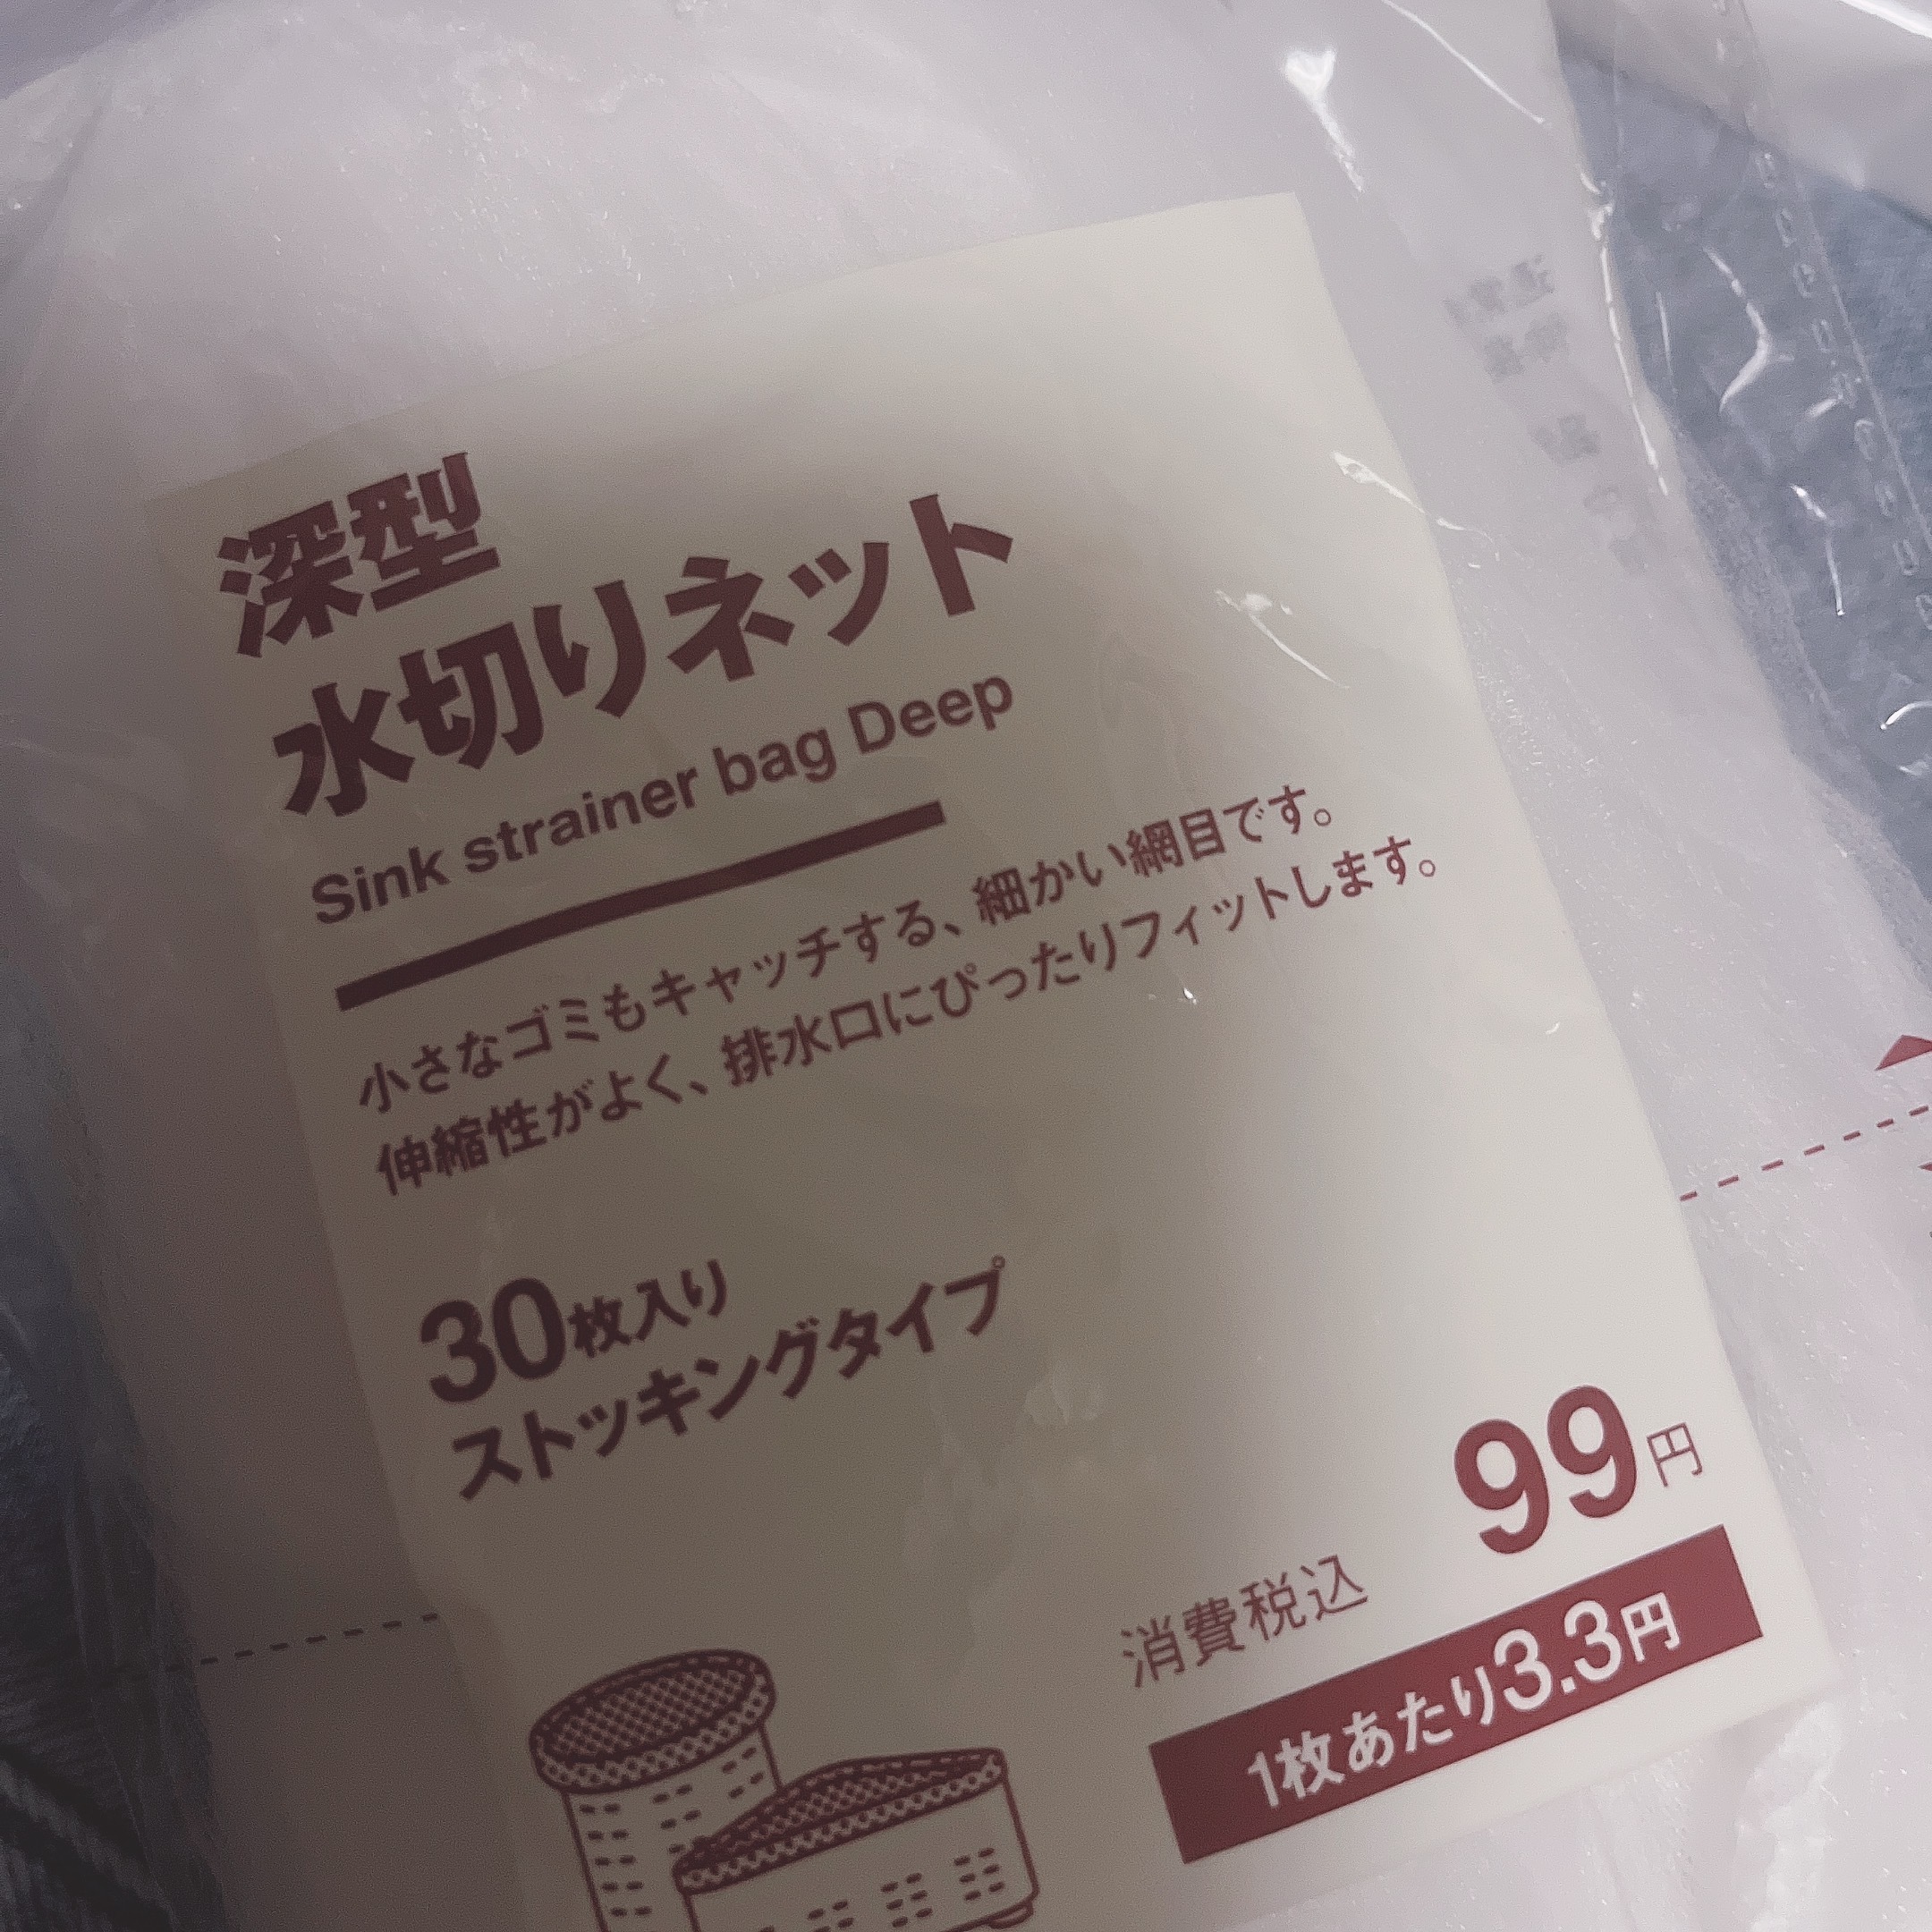 深型
水切りネット
Sink strainer bag Deep
小さなゴミもキャッチする、細かい網目です。
伸縮性がよく、排水口にぴったりフィットします。
30枚入り
ストッキングタイプ
99円
消費税込
1枚あたり3.3円